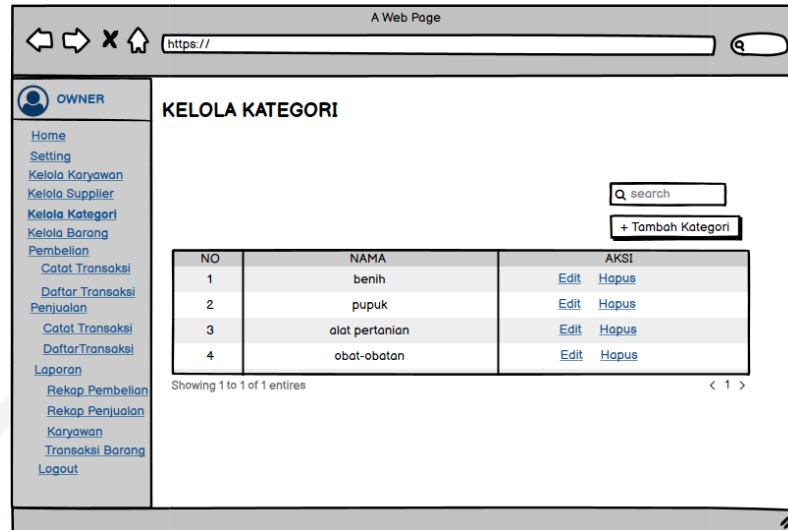 A Web Page
https://
OWNER
Home
Setting
Kelola Karyawan
Kelola Supplier
Kelola Kategori
Kelola Barang
Pembelian
Catat Transaksi
Daftar Transaksi
Penjualan
Catat Transaksi
DaftarTransaksi
Laporan
Rekap Pembelian
Rekap Penjualan
Karyawan
Transaksi Barang
Logout
KELOLA KATEGORI
search
+ Tambah Kategori
NO NAMA AKSI
1 benih Edit Hapus
2 pupuk Edit Hapus
3 alat pertanian Edit Hapus
4 obat-obatan Edit Hapus
Showing 1 to 1 of 1 entires < 1 >